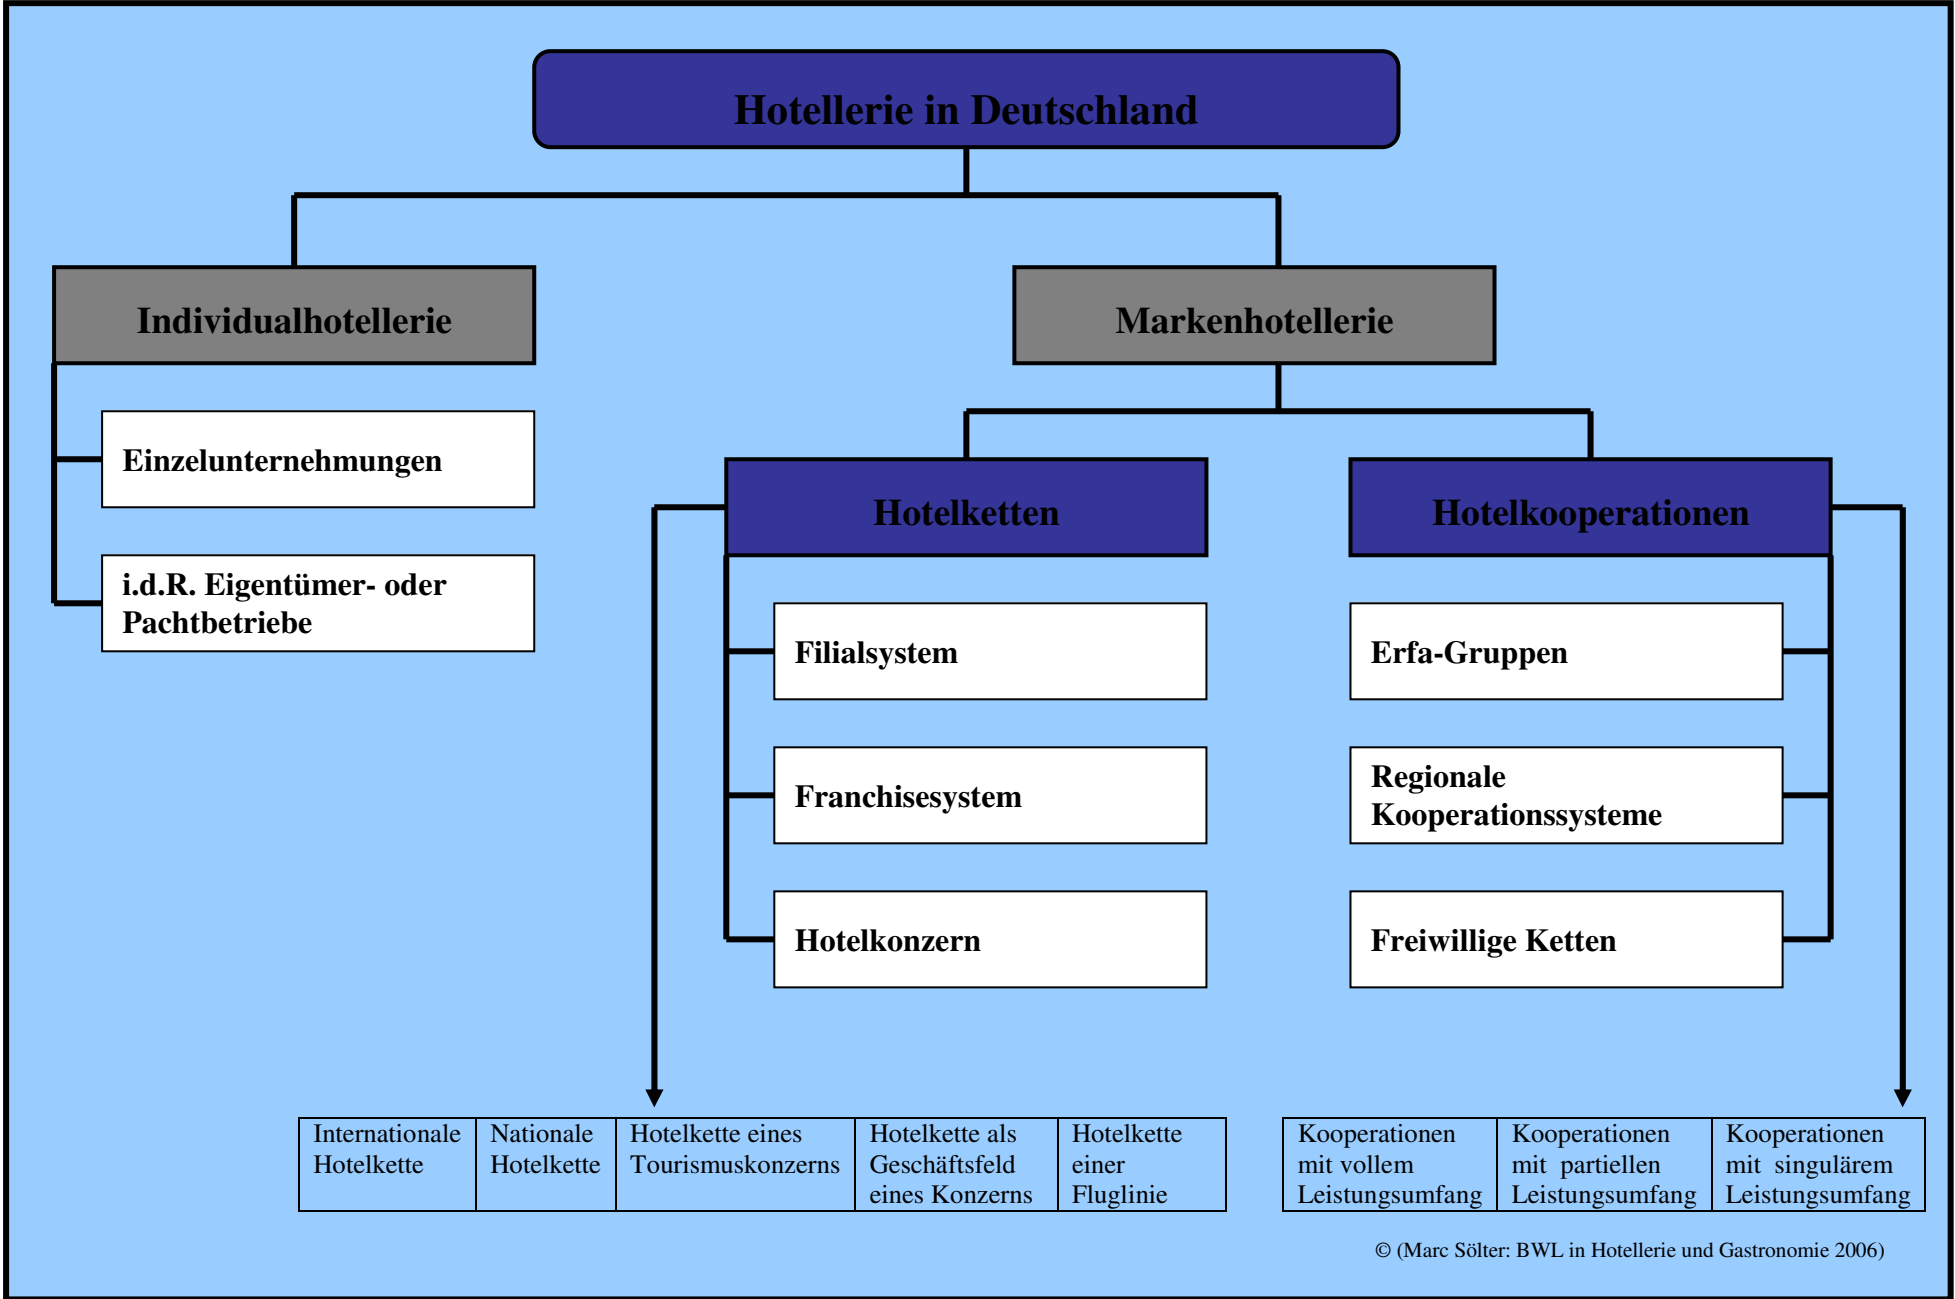 Hotellerie in Deutschland
Individualhotellerie
Markenhotellerie
Einzelunternehmungen
i.d.R. Eigentümer- oder
Pachtbetriebe
Hotelketten
Hotelkooperationen
Filialsystem
Erfa-Gruppen
Franchisesystem
Regionale
Kooperationssysteme
Hotelkonzern
Freiwillige Ketten
Internationale
Hotelkette
Nationale
Hotelkette
Hotelkette eines
Tourismuskonzerns
Hotelkette als
Geschäftsfeld
eines Konzerns
Hotelkette
einer
Fluglinie
Kooperationen
mit vollem
Leistungsumfang
Kooperationen
mit partiellen
Leistungsumfang
Kooperationen
mit singulärem
Leistungsumfang
© (Marc Sölter: BWL in Hotellerie und Gastronomie 2006)